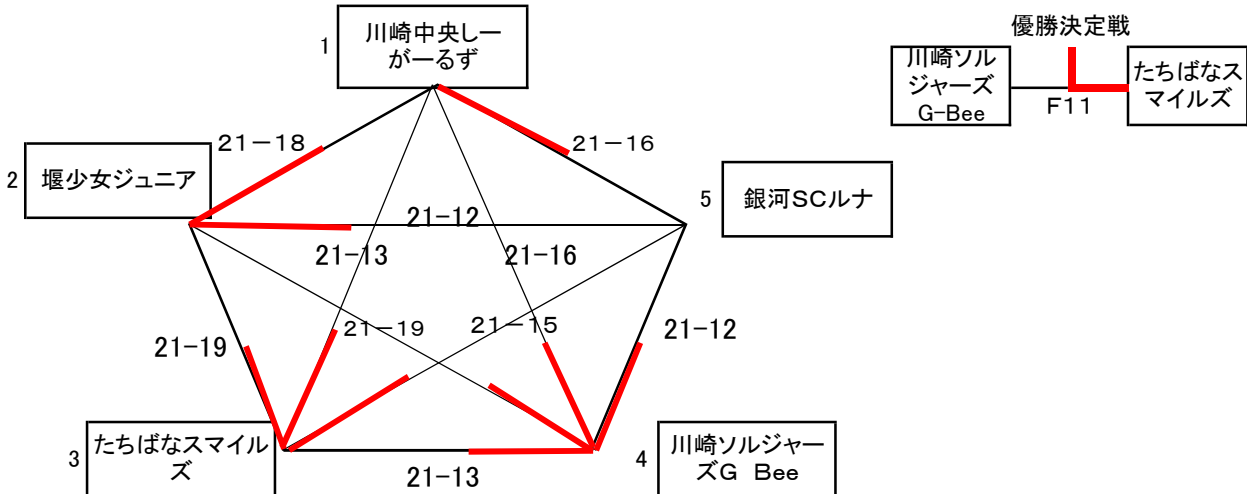 1
川崎中央しー
がーるず
優勝決定戦
川崎ソル
ジャーズ
G-Bee
F11
たちばなス
マイルズ
21-18
21-16
2
堰少女ジュニア
5
銀河SCルナ
21-12
21-13
21-16
21-19
21-15
21-19
21-12
3
たちばなスマイル
ズ
21-13
4
川崎ソルジャー
ズG Bee